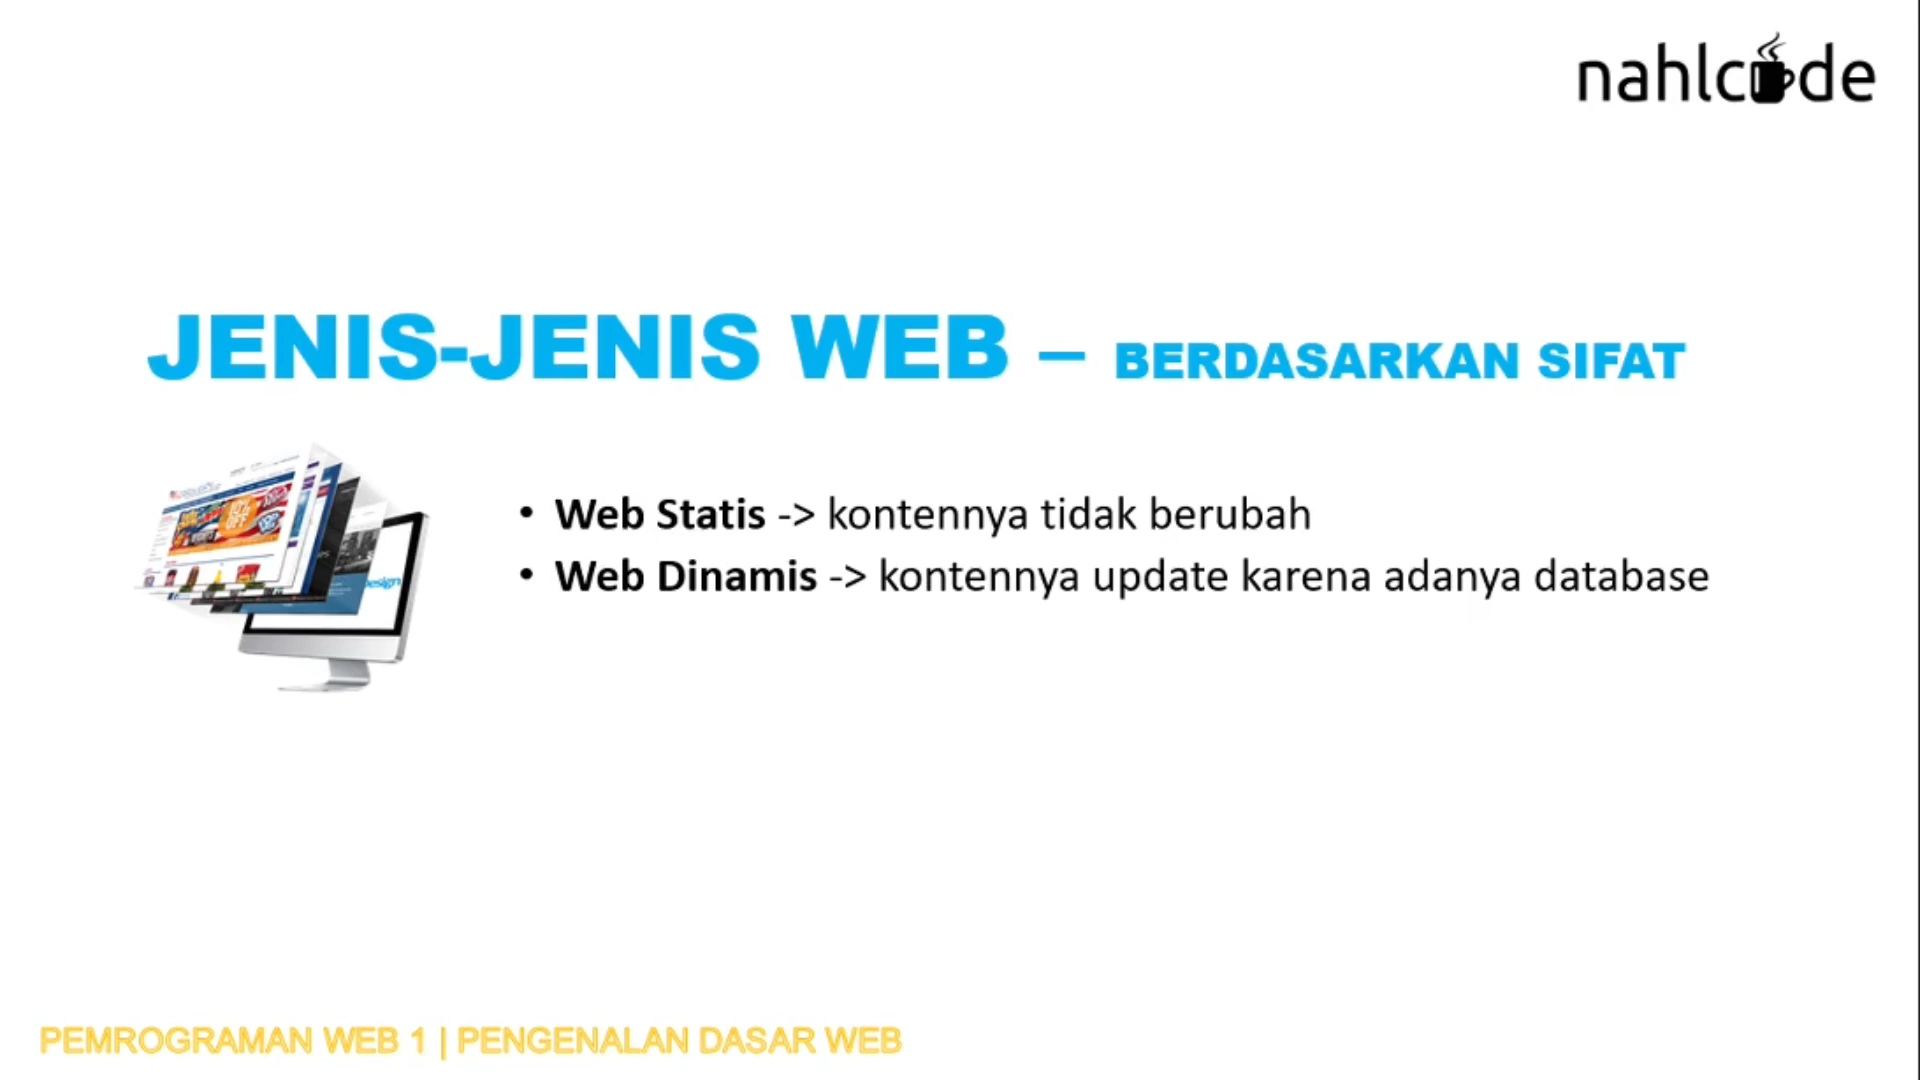 nahlcode
JENIS-JENIS WEB – BERDASARKAN SIFAT
• Web Statis -> kontennya tidak berubah
• Web Dinamis -> kontennya update karena adanya database
PEMROGRAMAN WEB 1 | PENGENALAN DASAR WEB